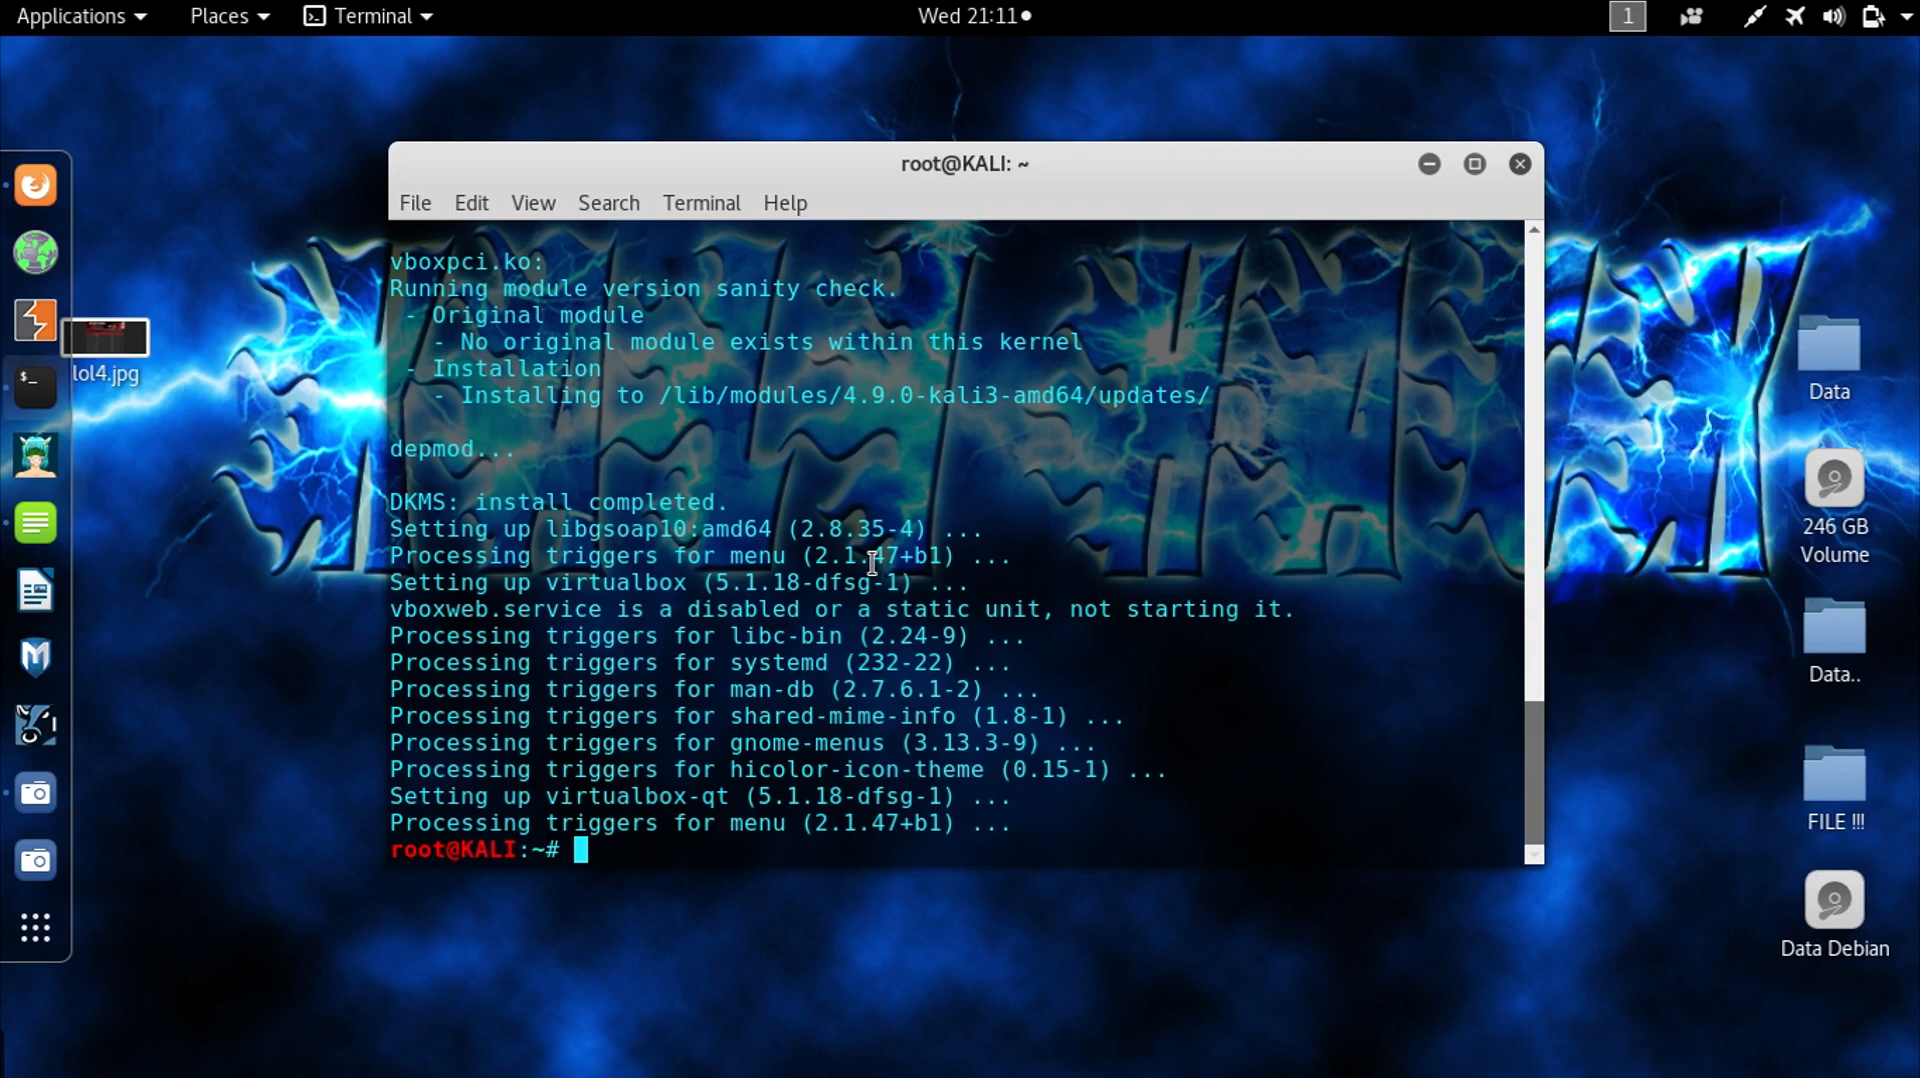 Applications
Places
Terminal
Wed 21:11
1
root@KALI: ~
File Edit View Search Terminal Help
vboxpci.ko:
Running module version sanity check.
- Original module
- No original module exists within this kernel
- Installation
- Installing to /lib/modules/4.9.0-kali3-amd64/updates/
depmod...
DKMS: install completed.
Setting up libgsoap10:amd64 (2.8.35-4) ...
Processing triggers for menu (2.1.47+b1) ...
Setting up virtualbox (5.1.18-dfsg-1) ...
vboxweb.service is a disabled or a static unit, not starting it.
Processing triggers for libc-bin (2.24-9) ...
Processing triggers for systemd (232-22) ...
Processing triggers for man-db (2.7.6.1-2) ...
Processing triggers for shared-mime-info (1.8-1) ...
Processing triggers for gnome-menus (3.13.3-9) ...
Processing triggers for hicolor-icon-theme (0.15-1) ...
Setting up virtualbox-qt (5.1.18-dfsg-1) ...
Processing triggers for menu (2.1.47+b1) ...
root@KALI:~#
lol4.jpg
Data
246 GB
Volume
Data..
FILE !!!
Data Debian